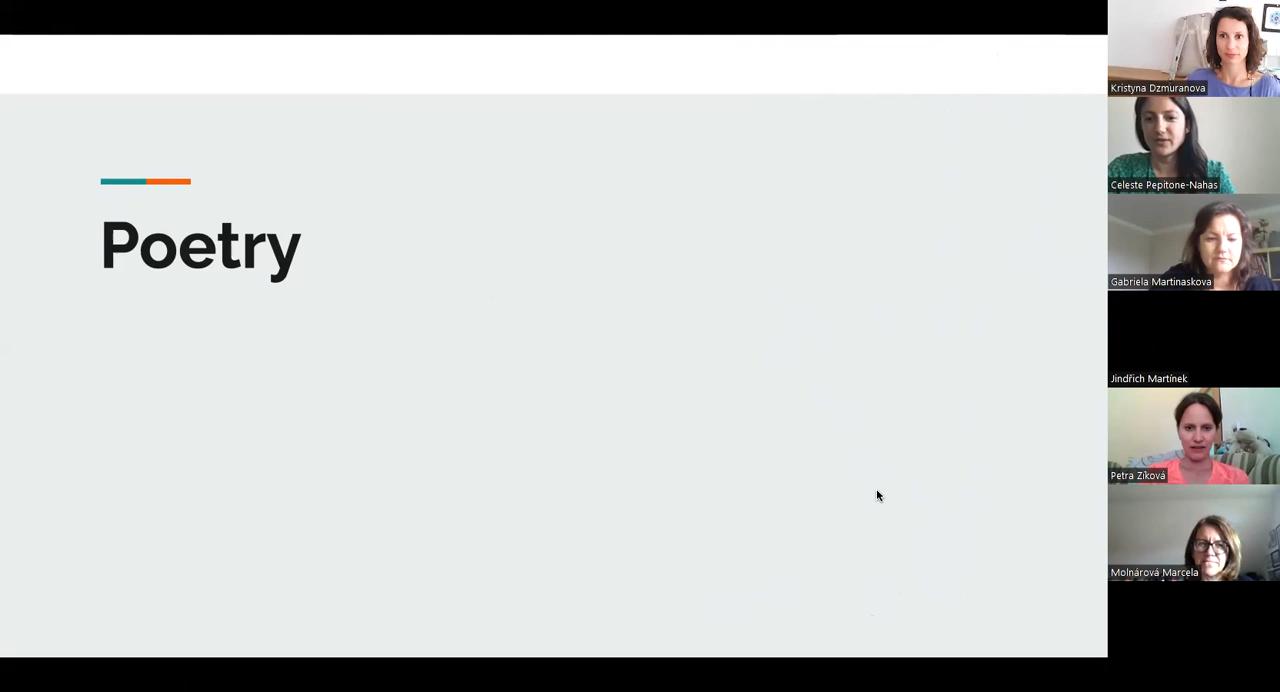 Poetry
Kristyna Dzmuranova
Celeste Pepitone-Nahas
Gabriela Martinaskova
Jindřich Martínek
Petra Zíková
Molnárová Marcela